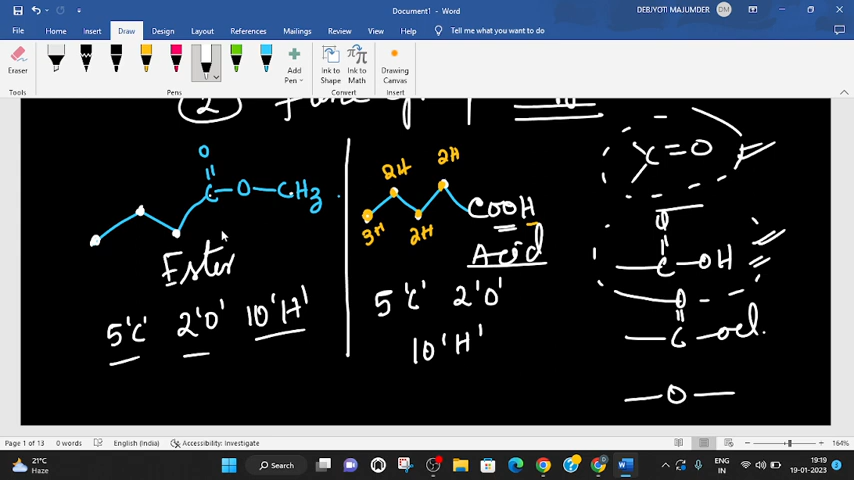 Document1 - Word
DEBJYOTI MAJUMDER
DM
File Home Insert Draw Design Layout References Mailings Review View Help Tell me what you want to do
Eraser
Add Pen
Ink to Shape
Ink to Math
Drawing Canvas
Tools
Pens
Convert
Insert
2
O
C O CH3
Ester
5'C' 2'O' 10'H'
3H 2H 2H 2H
COOH
Acid
5'C' 2'O'
10'H'
C=O
O
C-OH
O
C
O
Page 1 of 13 0 words English (India) Accessibility: Investigate 164%
21°C
Haze
Search
ENG
IN
19:19
19-01-2023